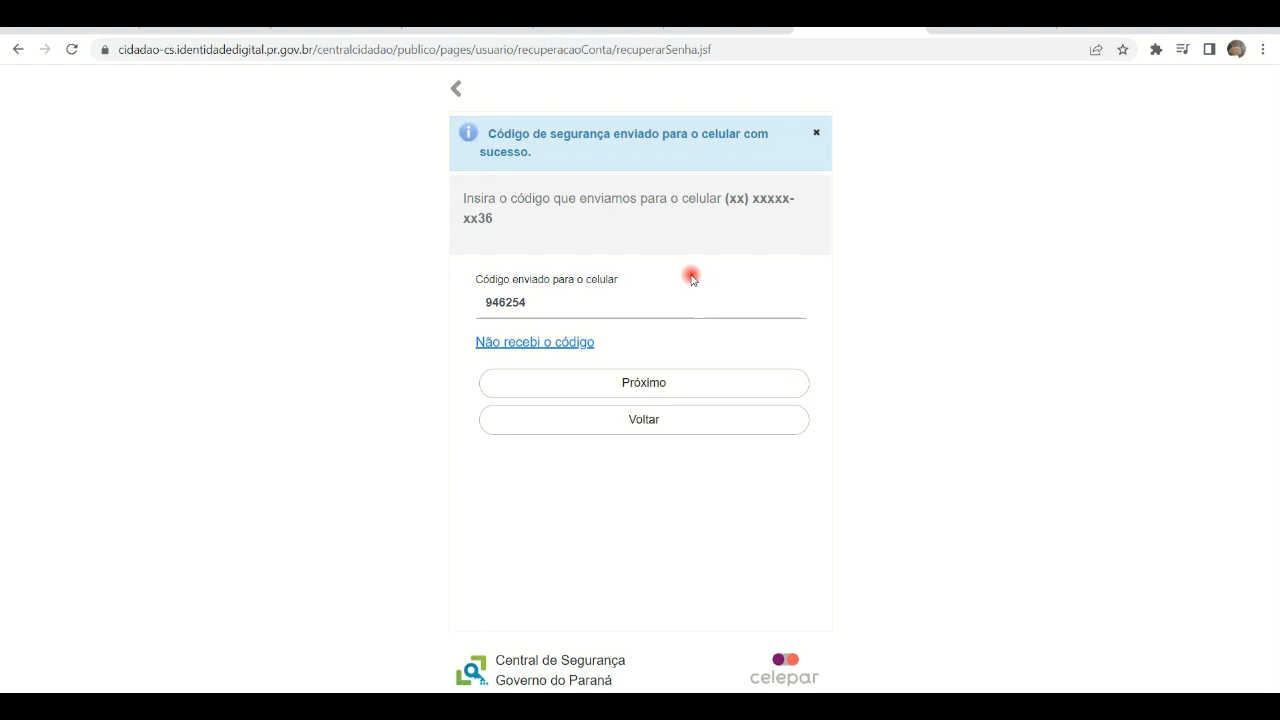 cidadao-cs.identidadedigital.pr.gov.br/centralcidadao/publico/pages/usuario/recuperacaoConta/recuperarSenha.jsf
Código de segurança enviado para o celular com
sucesso.
Insira o código que enviamos para o celular (xx) xxxxx-
xx36
Código enviado para o celular
946254
Não recebi o código
Próximo
Voltar
Central de Segurança
Governo do Paraná
celepar